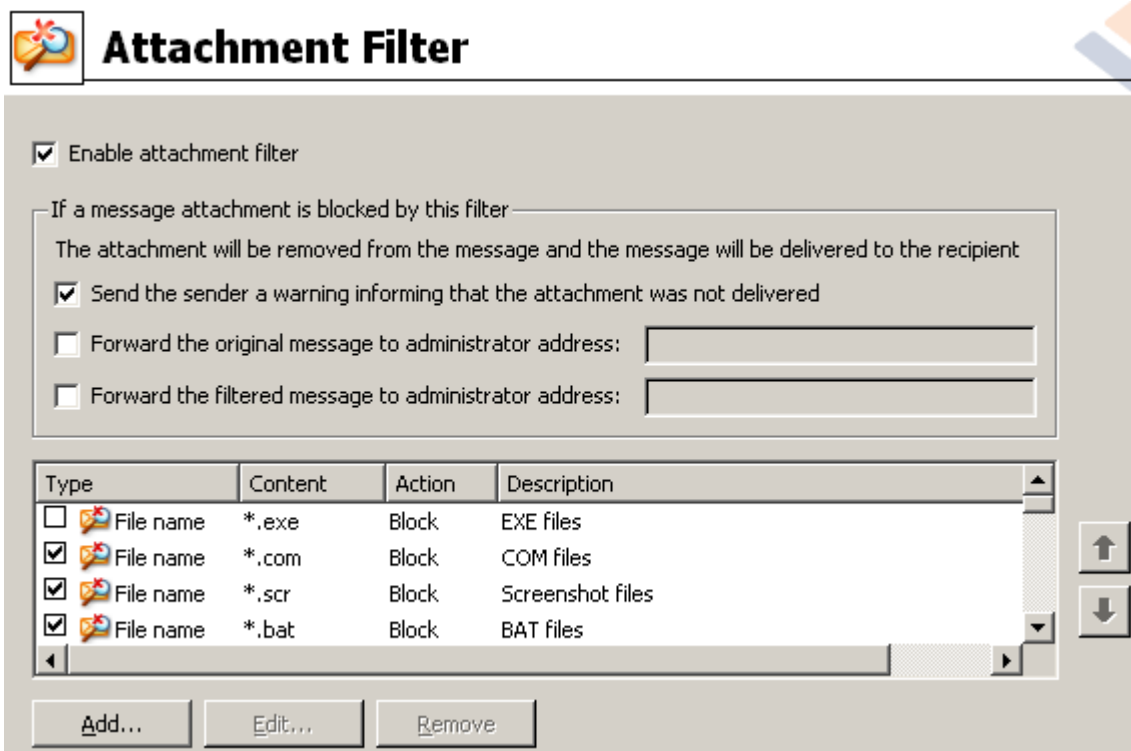 Attachment Filter
Enable attachment filter
If a message attachment is blocked by this filter
The attachment will be removed from the message and the message will be delivered to the recipient
Send the sender a warning informing that the attachment was not delivered
Forward the original message to administrator address:
Forward the filtered message to administrator address:
Type Content Action Description
File name *.exe Block EXE files
File name *.com Block COM files
File name *.scr Block Screenshot files
File name *.bat Block BAT files
Add... Edit... Remove